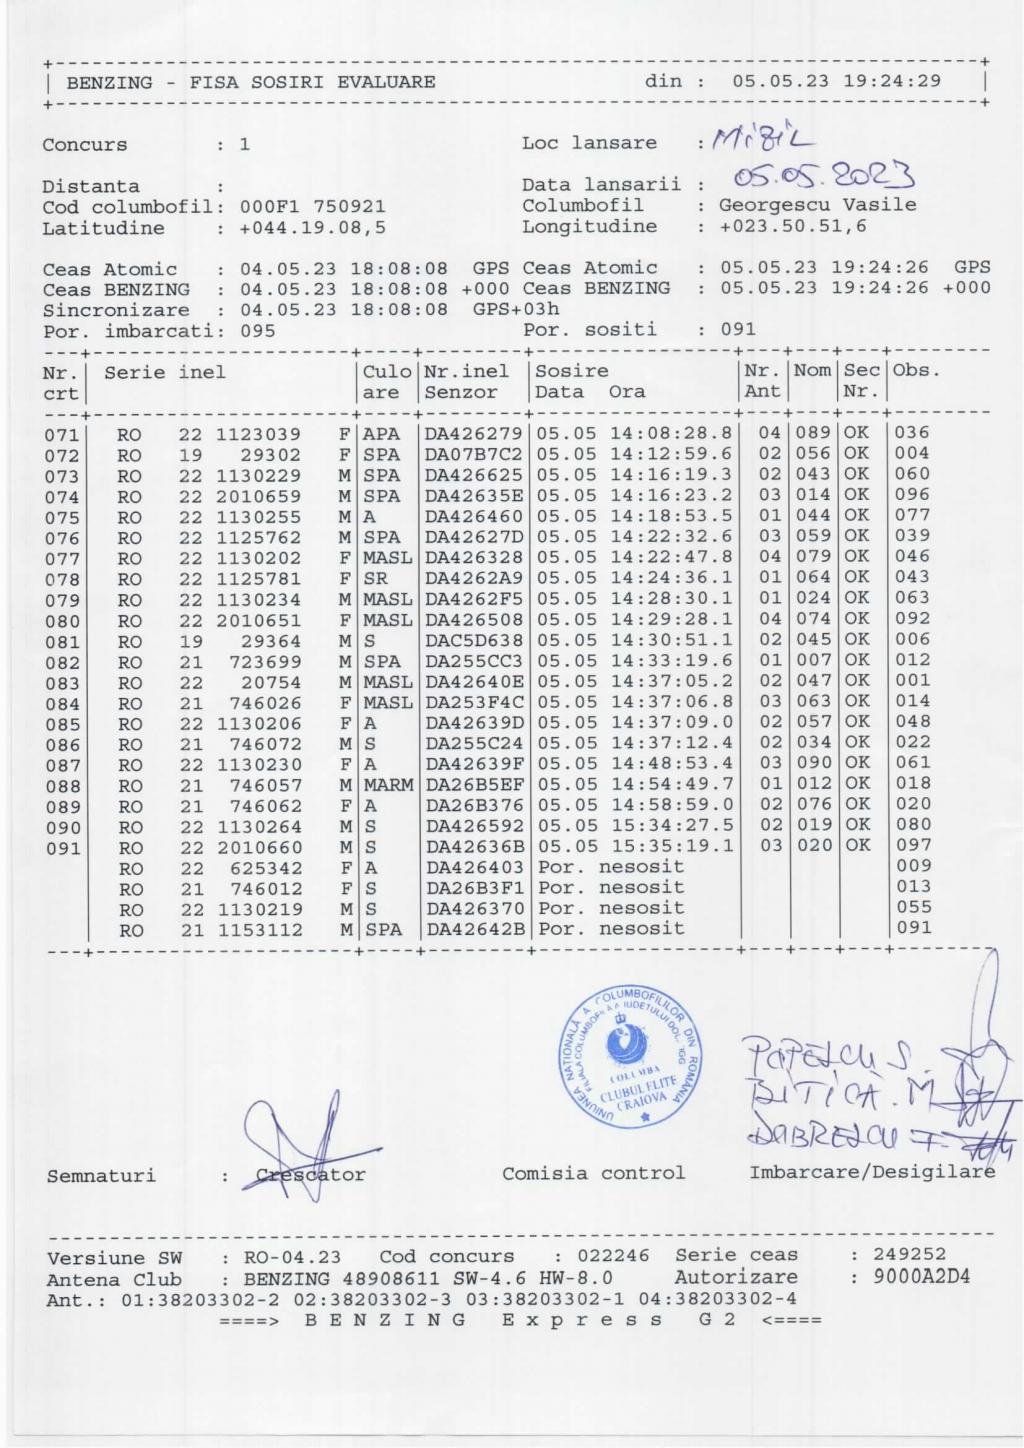 +------------------------------------------------------------------------------------------+
| BENZING - FISA SOSIRI EVALUARE din : 05.05.23 19:24:29 |
+------------------------------------------------------------------------------------------+
Concurs : 1 Loc lansare : MIZIL
Distanta : Data lansarii : 05.05.2023
Cod columbofil: 000F1 750921 Columbofil : Georgescu Vasile
Latitudine : +044.19.08,5 Longitudine : +023.50.51,6
Ceas Atomic : 04.05.23 18:08:08 GPS Ceas Atomic : 05.05.23 19:24:26 GPS
Ceas BENZING : 04.05.23 18:08:08 +000 Ceas BENZING : 05.05.23 19:24:26 +000
Sincronizare : 04.05.23 18:08:08 GPS+03h
Por. imbarcati: 095 Por. sositi : 091
Nr.| Serie inel |Culo|Nr.inel |Sosire |Nr.|Nom|Sec|Obs.
crt| |are |Senzor |Data Ora |Ant| |Nr.|
071| RO 22 1123039 F|APA |DA426279|05.05 14:08:28.8| 04|089|OK |036
072| RO 19 29302 F|SPA |DA07B7C2|05.05 14:12:59.6| 02|056|OK |004
073| RO 22 1130229 M|SPA |DA426625|05.05 14:16:19.3| 02|043|OK |060
074| RO 22 2010659 M|SPA |DA42635E|05.05 14:16:23.2| 03|014|OK |096
075| RO 22 1130255 M|A |DA426460|05.05 14:18:53.5| 01|044|OK |077
076| RO 22 1125762 M|SPA |DA42627D|05.05 14:22:32.6| 03|059|OK |039
077| RO 22 1130202 F|MASL|DA426328|05.05 14:22:47.8| 04|079|OK |046
078| RO 22 1125781 F|SR |DA4262A9|05.05 14:24:36.1| 01|064|OK |043
079| RO 22 1130234 M|MASL|DA4262F5|05.05 14:28:30.1| 01|024|OK |063
080| RO 22 2010651 F|MASL|DA426508|05.05 14:29:28.1| 04|074|OK |092
081| RO 19 29364 M|S |DAC5D638|05.05 14:30:51.1| 02|045|OK |006
082| RO 21 723699 M|SPA |DA255CC3|05.05 14:33:19.6| 01|007|OK |012
083| RO 22 20754 M|MASL|DA42640E|05.05 14:37:05.2| 02|047|OK |001
084| RO 21 746026 F|MASL|DA253F4C|05.05 14:37:06.8| 03|063|OK |014
085| RO 22 1130206 F|A |DA42639D|05.05 14:37:09.0| 02|057|OK |048
086| RO 21 746072 M|S |DA255C24|05.05 14:37:12.4| 02|034|OK |022
087| RO 22 1130230 F|A |DA42639F|05.05 14:48:53.4| 03|090|OK |061
088| RO 21 746057 M|MARM|DA26B5EF|05.05 14:54:49.7| 01|012|OK |018
089| RO 21 746062 F|A |DA26B376|05.05 14:58:59.0| 02|076|OK |020
090| RO 22 1130264 M|S |DA426592|05.05 15:34:27.5| 02|019|OK |080
091| RO 22 2010660 M|S |DA42636B|05.05 15:35:19.1| 03|020|OK |097
| RO 22 625342 F|A |DA426403|Por. nesosit | | | |009
| RO 21 746012 F|S |DA26B3F1|Por. nesosit | | | |013
| RO 22 1130219 M|S |DA426370|Por. nesosit | | | |055
| RO 21 1153112 M|SPA |DA42642B|Por. nesosit | | | |091
UNIUNEA NATIONALĂ A COLUMBOFILILOR DIN ROMÂNIA
FILIALA COLUMBOFILA A JUDETULUI DOLJ
COLUMBA
CLUBUL ELITE
CRAIOVA
POPESCU S.
BITICĂ.M
DABRESCU F.
Semnaturi : Crescator Comisia control Imbarcare/Desigilare
Versiune SW : RO-04.23 Cod concurs : 022246 Serie ceas : 249252
Antena Club : BENZING 48908611 SW-4.6 HW-8.0 Autorizare : 9000A2D4
Ant.: 01:38203302-2 02:38203302-3 03:38203302-1 04:38203302-4
====> B E N Z I N G E x p r e s s G 2 <====